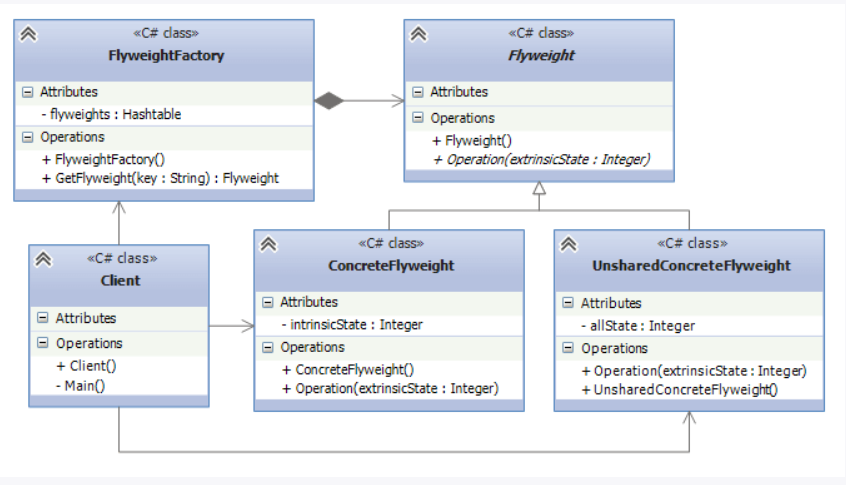 «C# class»
FlyweightFactory
Attributes
- flyweights : Hashtable
Operations
+ FlyweightFactory()
+ GetFlyweight(key : String) : Flyweight
«C# class»
Flyweight
Attributes
Operations
+ Flyweight()
+ Operation(extrinsicState : Integer)
«C# class»
Client
Attributes
Operations
+ Client()
- Main()
«C# class»
ConcreteFlyweight
Attributes
- intrinsicState : Integer
Operations
+ ConcreteFlyweight()
+ Operation(extrinsicState : Integer)
«C# class»
UnsharedConcreteFlyweight
Attributes
- allState : Integer
Operations
+ Operation(extrinsicState : Integer)
+ UnsharedConcreteFlyweight()